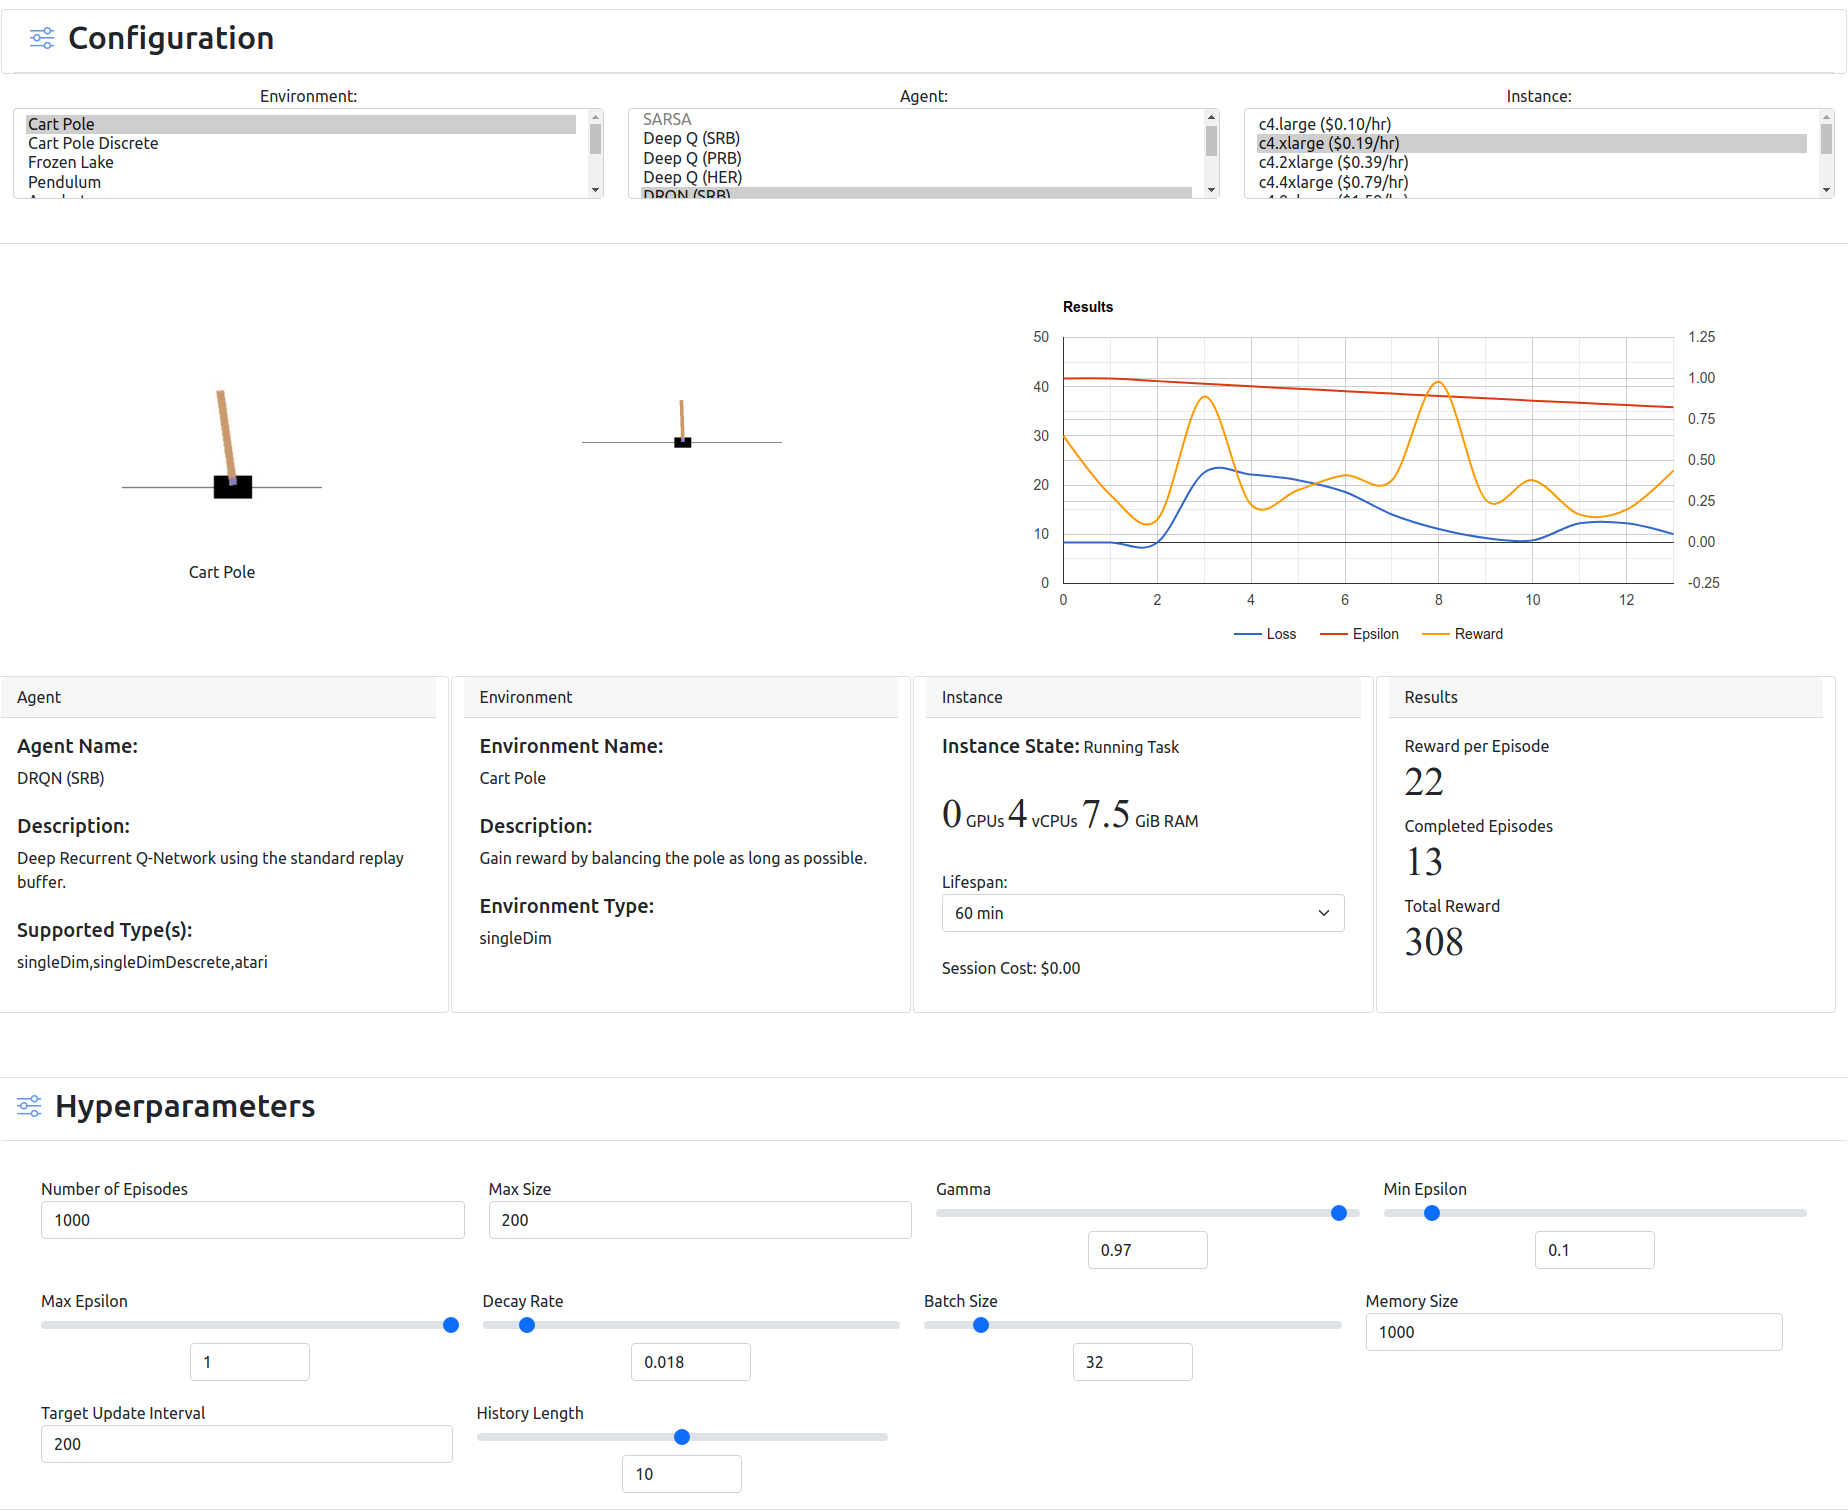 Configuration
Environment:
Agent:
Instance:
Cart Pole
Cart Pole Discrete
Frozen Lake
Pendulum
SARSA
Deep Q (SRB)
Deep Q (PRB)
Deep Q (HER)
DRQN (SRB)
c4.large ($0.10/hr)
c4.xlarge ($0.19/hr)
c4.2xlarge ($0.39/hr)
c4.4xlarge ($0.79/hr)
Cart Pole
Results
50
40
30
20
10
0
1.25
1.00
0.75
0.50
0.25
0.00
-0.25
0 2 4 6 8 10 12
Loss Epsilon Reward
Agent
Agent Name:
DRQN (SRB)
Description:
Deep Recurrent Q-Network using the standard replay
buffer.
Supported Type(s):
singleDim,singleDimDescrete,atari
Environment
Environment Name:
Cart Pole
Description:
Gain reward by balancing the pole as long as possible.
Environment Type:
singleDim
Instance
Instance State: Running Task
0 GPUs 4 vCPUs 7.5 GiB RAM
Lifespan:
60 min
Session Cost: $0.00
Results
Reward per Episode
22
Completed Episodes
13
Total Reward
308
Hyperparameters
Number of Episodes
1000
Max Size
200
Gamma
0.97
Min Epsilon
0.1
Max Epsilon
1
Decay Rate
0.018
Batch Size
32
Memory Size
1000
Target Update Interval
200
History Length
10